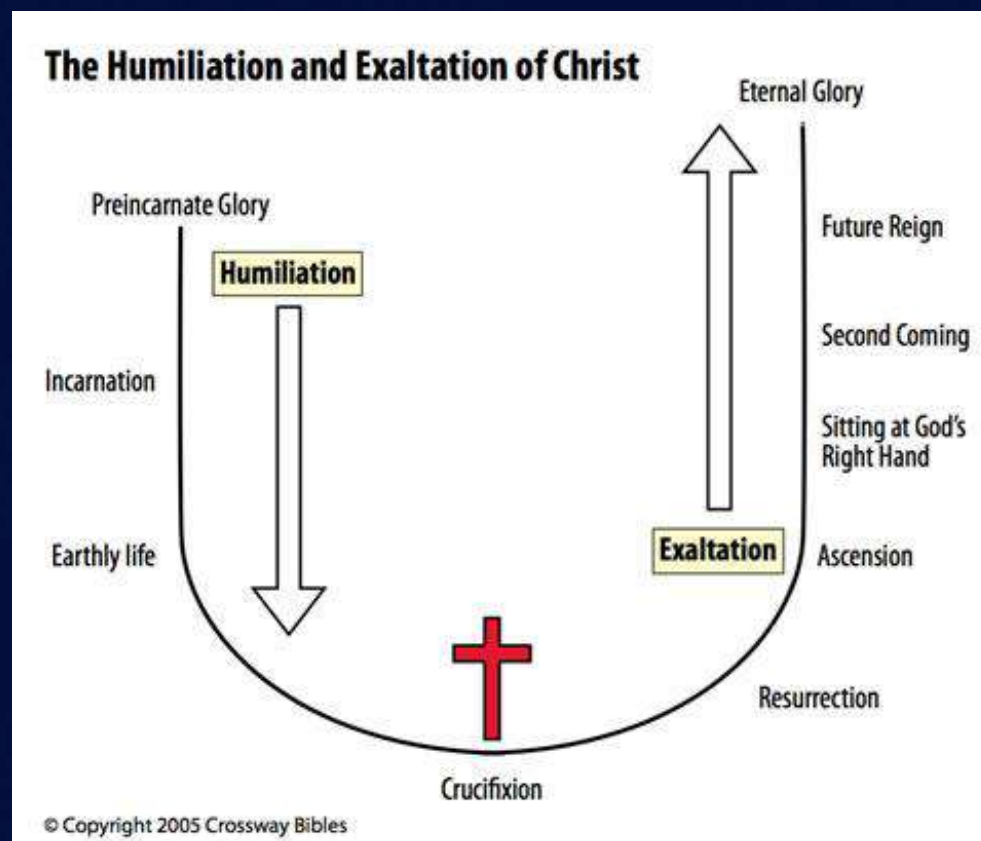 The Humiliation and Exaltation of Christ
Eternal Glory
Preincarnate Glory
Future Reign
Humiliation
Second Coming
Incarnation
Sitting at God's
Right Hand
Earthly life
Exaltation
Ascension
Resurrection
Crucifixion
© Copyright 2005 Crossway Bibles